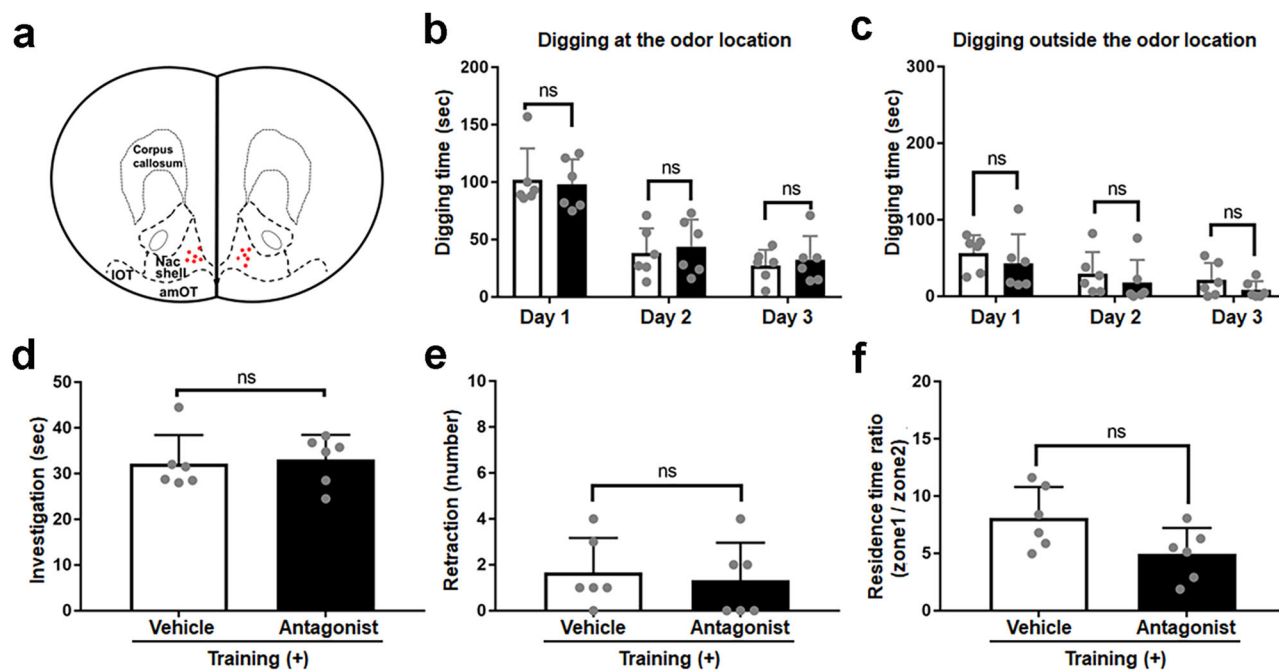 a
Corpus
callosum
Nac
shell
lOT
amOT
b
Digging at the odor location
Digging time (sec)
200
150
100
50
0
ns
ns
ns
Day 1
Day 2
Day 3
c
Digging outside the odor location
Digging time (sec)
300
200
100
0
ns
ns
ns
Day 1
Day 2
Day 3
d
Investigation (sec)
50
40
30
20
10
0
ns
Vehicle
Antagonist
Training (+)
e
Retraction (number)
10
8
6
4
2
0
ns
Vehicle
Antagonist
Training (+)
f
Residence time ratio
(zone1 / zone2)
20
15
10
5
0
ns
Vehicle
Antagonist
Training (+)